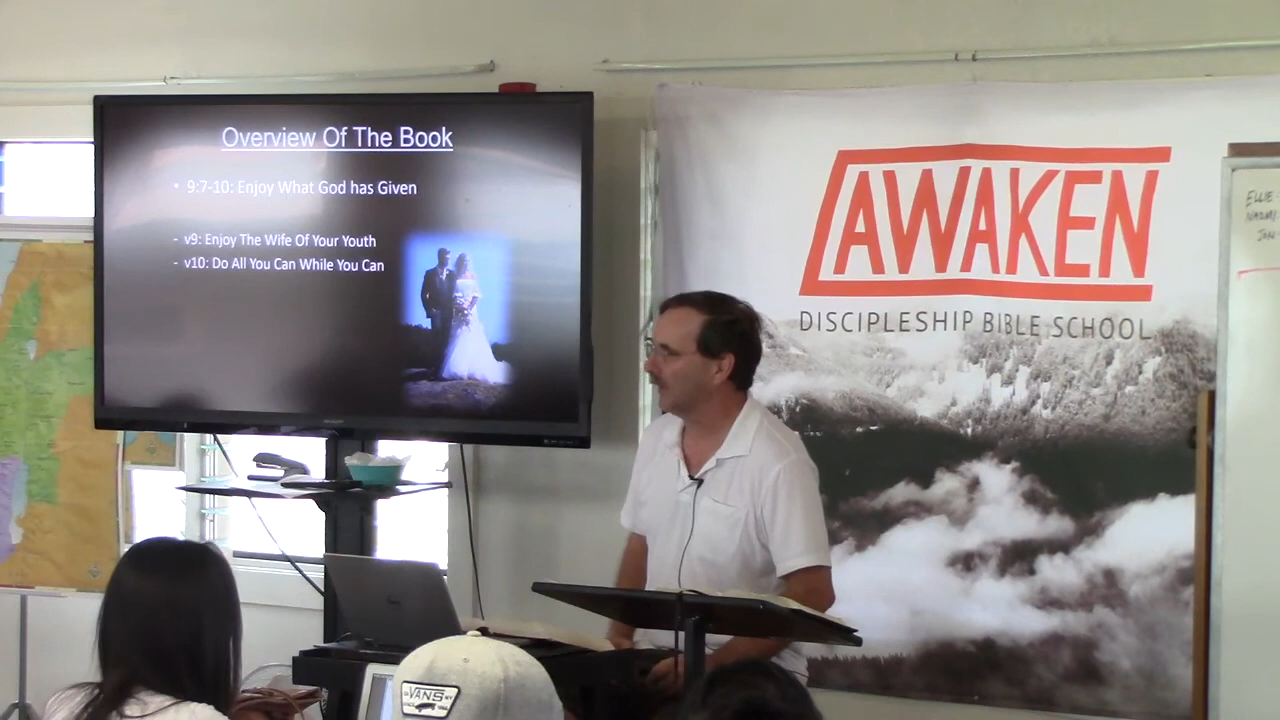 Overview Of The Book
• 9:7-10: Enjoy What God has Given
- v9: Enjoy The Wife Of Your Youth
- v10: Do All You Can While You Can
AWAKEN
DISCIPLESHIP BIBLE SCHOOL
ELLIE
VANS